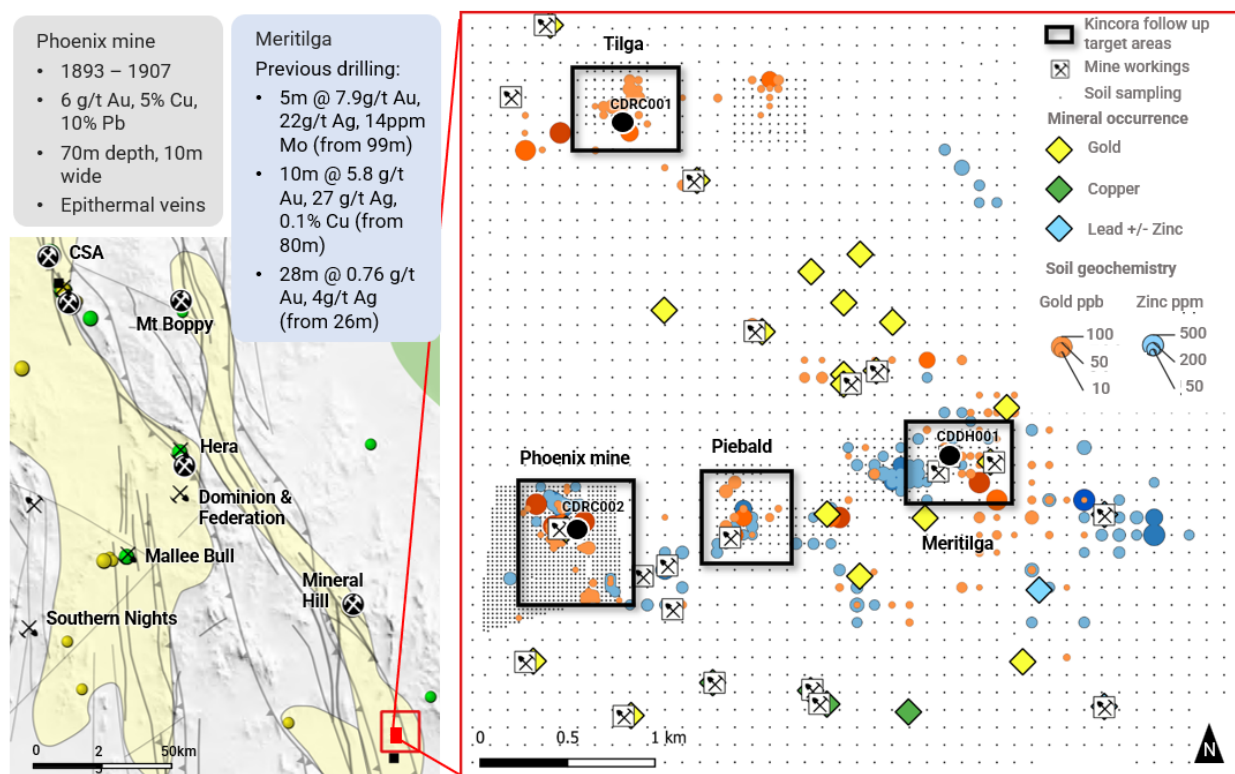 Phoenix mine
• 1893 – 1907
• 6 g/t Au, 5% Cu,
10% Pb
• 70m depth, 10m
wide
• Epithermal veins
Meritilga
Previous drilling:
• 5m @ 7.9g/t Au,
22g/t Ag, 14ppm
Mo (from 99m)
• 10m @ 5.8 g/t
Au, 27 g/t Ag,
0.1% Cu (from
80m)
• 28m @ 0.76 g/t
Au, 4g/t Ag
(from 26m)
CSA
Mt Boppy
Hera
Dominion &
Federation
Mallee Bull
Mineral
Hill
Southern Nights
0 2 50km
Tilga
CDRC001
Phoenix mine
CDRC002
Piebald
CDDH001
Meritilga
0 0.5 1 km
N
Kincora follow up
target areas
Mine workings
Soil sampling
Mineral occurrence
Gold
Copper
Lead +/- Zinc
Soil geochemistry
Gold ppb Zinc ppm
100 500
50 200
10 50